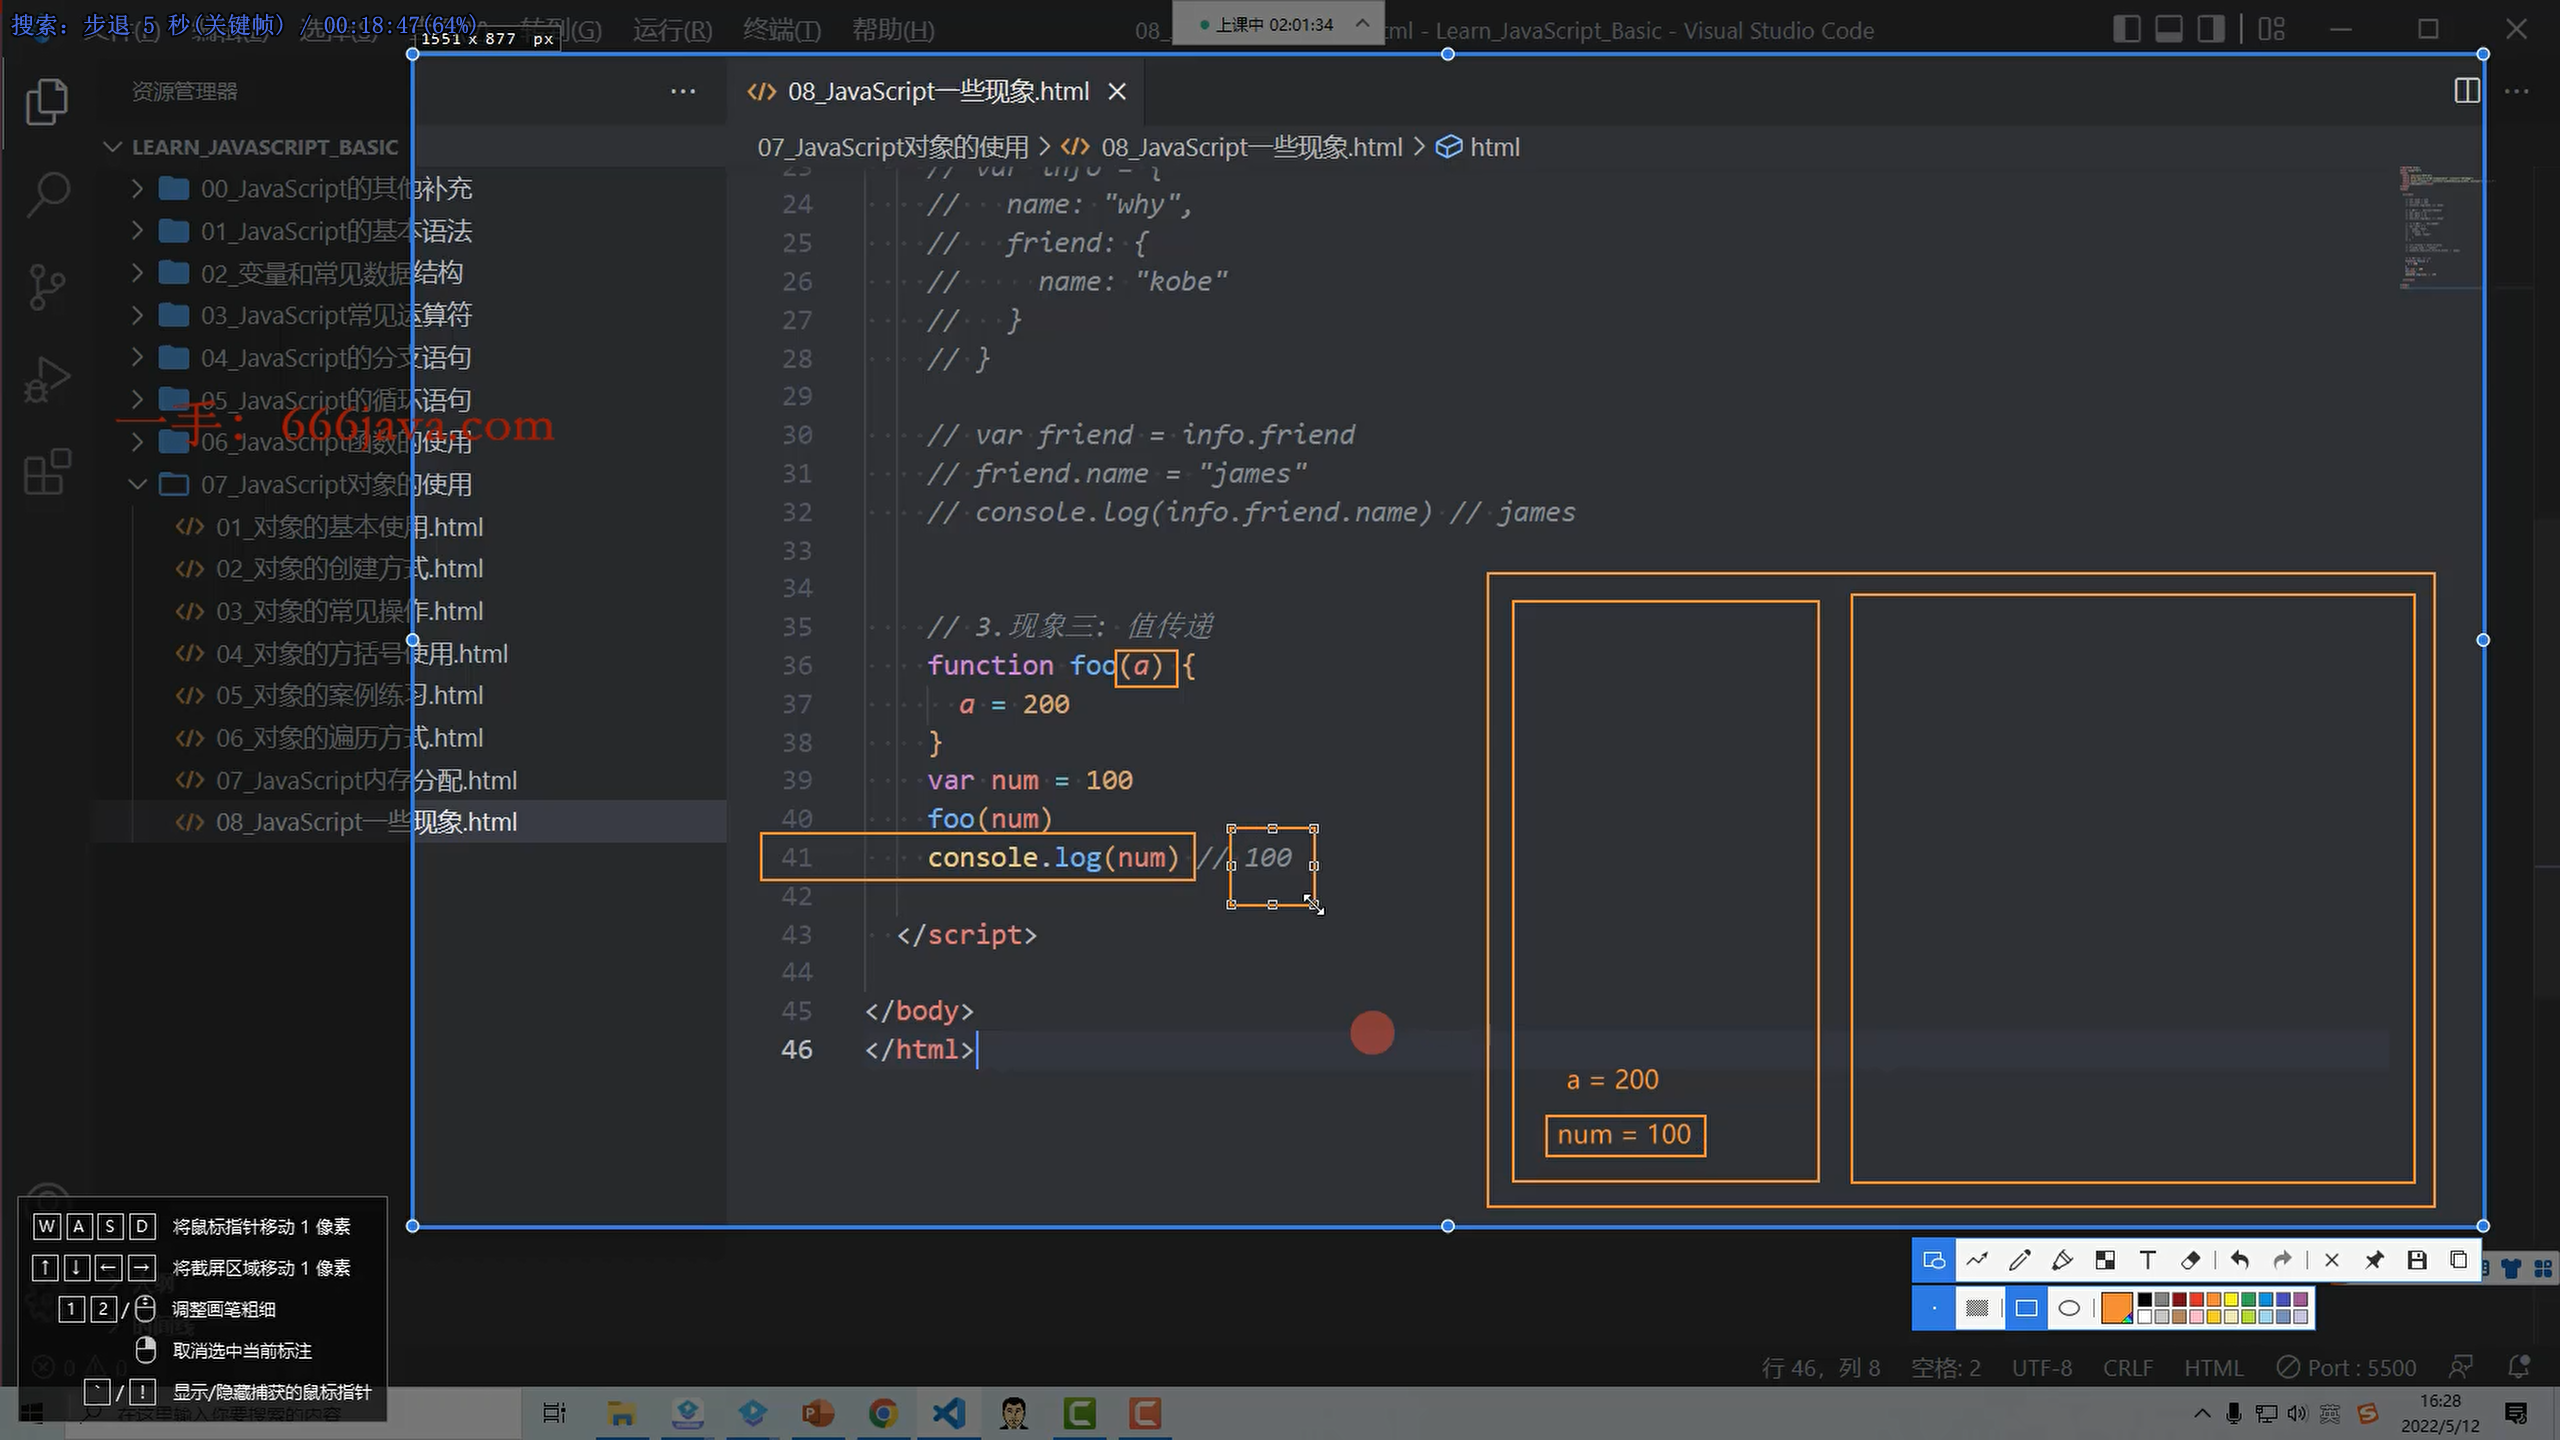 搜索: 步退 5 秒(关键帧) / 00:18:47(64%)
转到(G) 运行(R) 终端(T) 帮助(H)
上课中 02:01:34
tml - Learn_JavaScript_Basic - Visual Studio Code
1551 x 877 px
资源管理器
08_JavaScript一些现象.html
07_JavaScript对象的使用 > 08_JavaScript一些现象.html > html
LEARN_JAVASCRIPT_BASIC
00_JavaScript的其他补充
01_JavaScript的基本语法
02_变量和常见数据结构
03_JavaScript常见运算符
04_JavaScript的分支语句
05_JavaScript的循环语句
一手: 666java.com
06_JavaScript函数的使用
07_JavaScript对象的使用
01_对象的基本使用.html
02_对象的创建方式.html
03_对象的常见操作.html
04_对象的方括号使用.html
05_对象的案例练习.html
06_对象的遍历方式.html
07_JavaScript内存分配.html
08_JavaScript一些现象.html
23 // var info = {
24 // name: "why",
25 // friend: {
26 // name: "kobe"
27 // }
28 // }
29
30 // var friend = info.friend
31 // friend.name = "james"
32 // console.log(info.friend.name) // james
33
34
35 // 3.现象三: 值传递
36 function foo(a) {
37 a = 200
38 }
39 var num = 100
40 foo(num)
41 console.log(num) // 100
42
43 </script>
44
45 </body>
46 </html>
a = 200
num = 100
W A S D 将鼠标指针移动 1 像素
↑ ↓ ← → 将截屏区域移动 1 像素
1 2 / 调整画笔粗细
取消选中当前标注
` / ! 显示/隐藏捕获的鼠标指针
在这里输入你要搜索的内容
行 46，列 8 空格: 2 UTF-8 CRLF HTML Port : 5500
英
16:28
2022/5/12